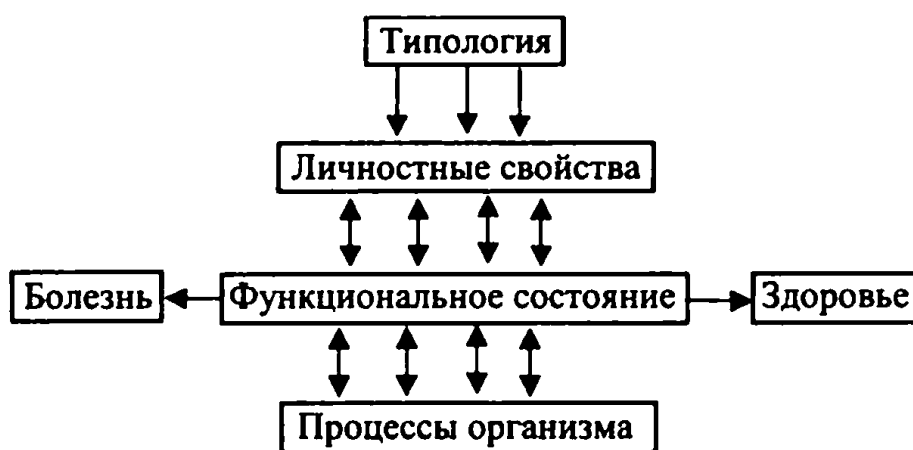 Типология
Личностные свойства
Болезнь
Функциональное состояние
Здоровье
Процессы организма